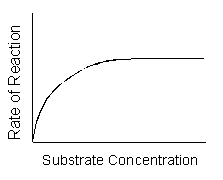 Rate of Reaction
Substrate Concentration